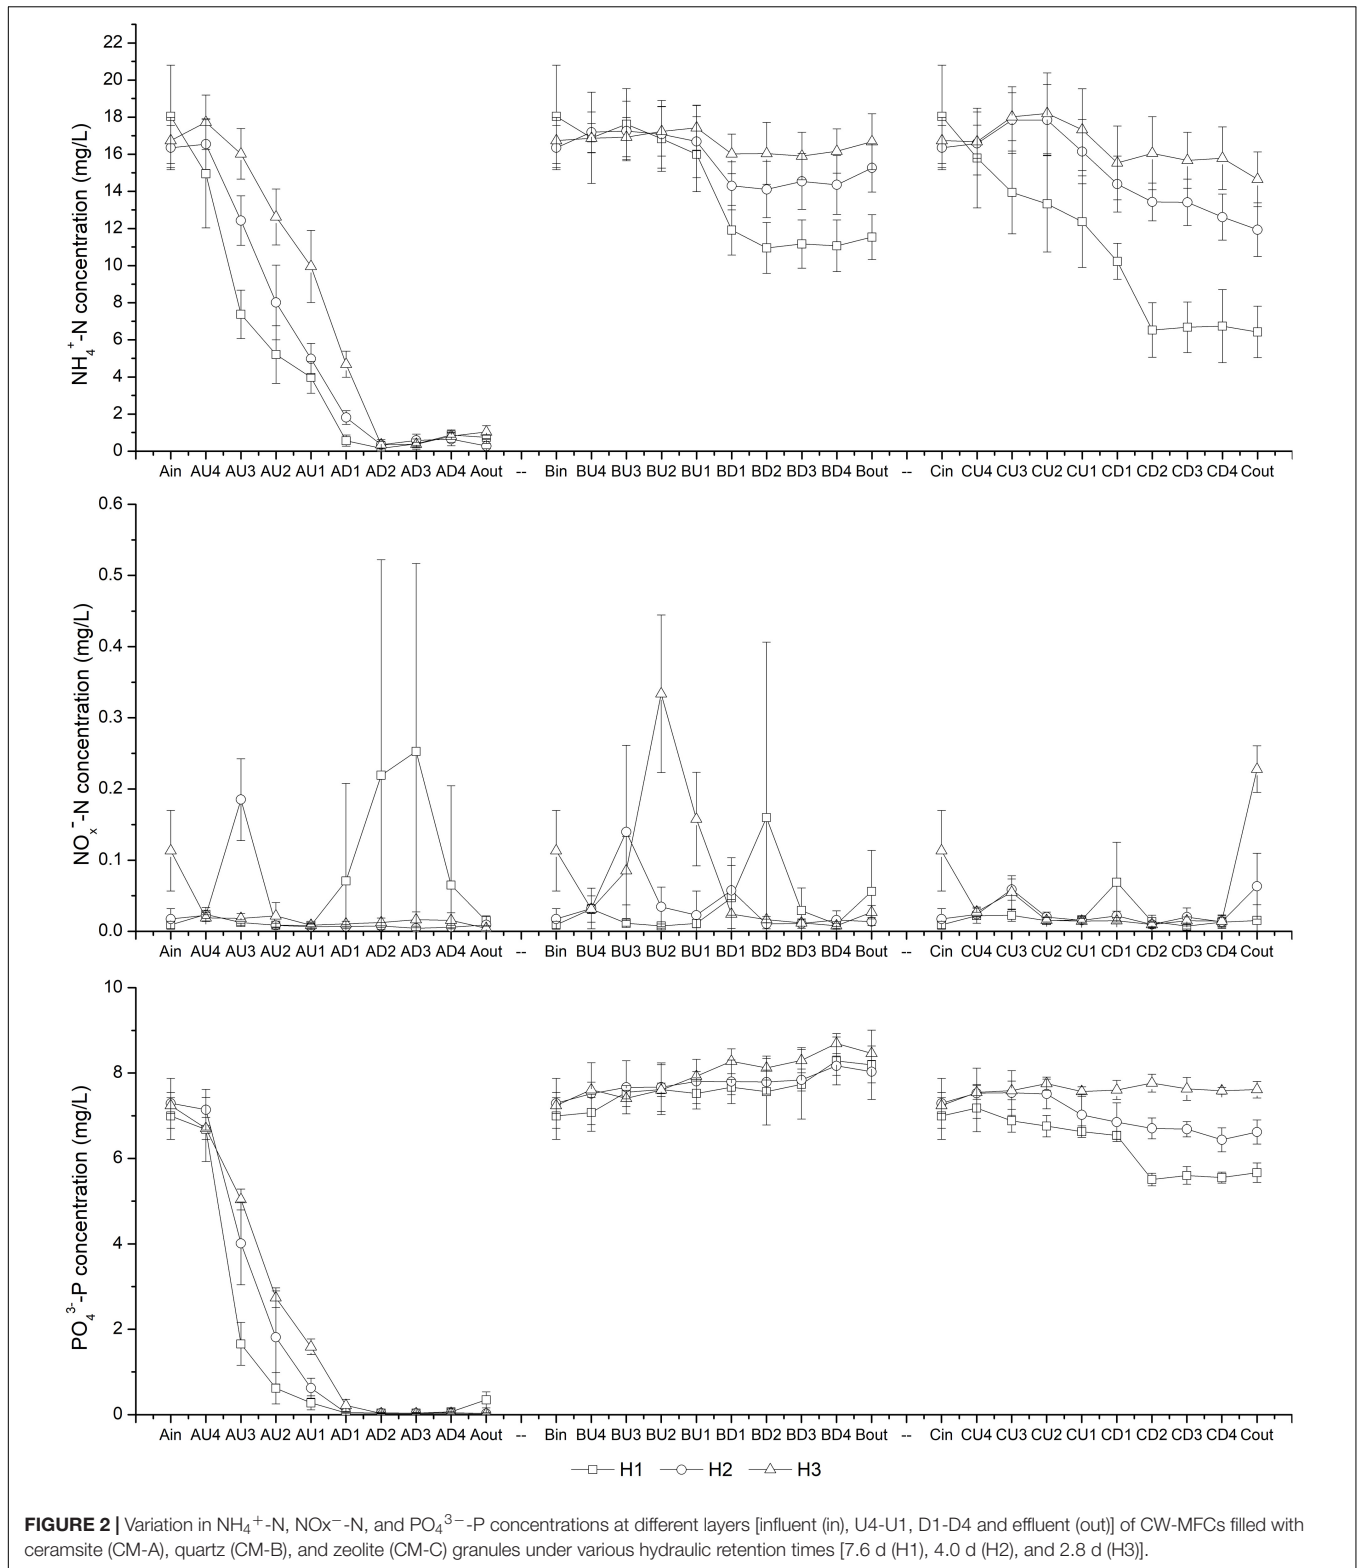 22
20
18
16
14
12
10
8
6
4
2
0
NH₄⁺-N concentration (mg/L)
Ain AU4 AU3 AU2 AU1 AD1 AD2 AD3 AD4 Aout -- Bin BU4 BU3 BU2 BU1 BD1 BD2 BD3 BD4 Bout -- Cin CU4 CU3 CU2 CU1 CD1 CD2 CD3 CD4 Cout
0.6
0.5
0.4
0.3
0.2
0.1
0.0
NOₓ⁻-N concentration (mg/L)
Ain AU4 AU3 AU2 AU1 AD1 AD2 AD3 AD4 Aout -- Bin BU4 BU3 BU2 BU1 BD1 BD2 BD3 BD4 Bout -- Cin CU4 CU3 CU2 CU1 CD1 CD2 CD3 CD4 Cout
10
8
6
4
2
0
PO₄³⁻-P concentration (mg/L)
Ain AU4 AU3 AU2 AU1 AD1 AD2 AD3 AD4 Aout -- Bin BU4 BU3 BU2 BU1 BD1 BD2 BD3 BD4 Bout -- Cin CU4 CU3 CU2 CU1 CD1 CD2 CD3 CD4 Cout
H1 H2 H3
FIGURE 2 | Variation in NH₄⁺-N, NOx⁻-N, and PO₄³⁻-P concentrations at different layers [influent (in), U4-U1, D1-D4 and effluent (out)] of CW-MFCs filled with
ceramsite (CM-A), quartz (CM-B), and zeolite (CM-C) granules under various hydraulic retention times [7.6 d (H1), 4.0 d (H2), and 2.8 d (H3)].